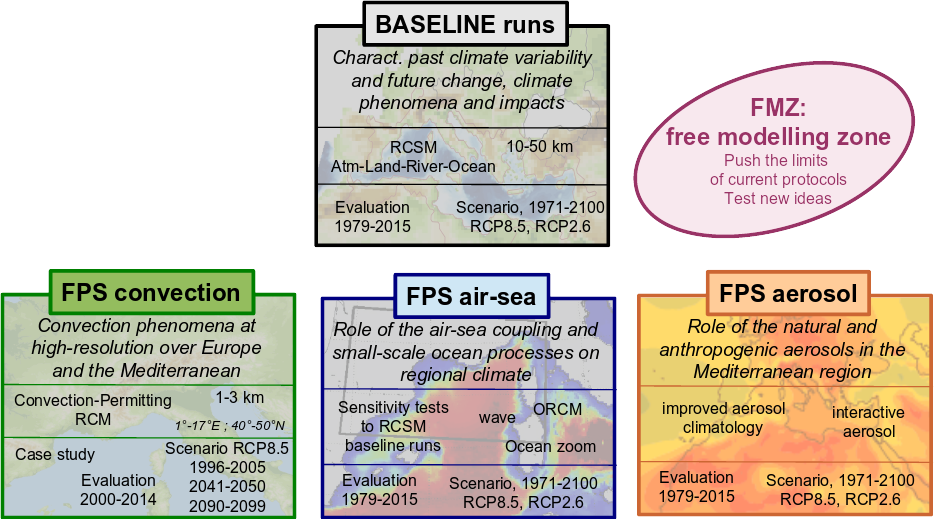 BASELINE runs
Charact. past climate variability
and future change, climate
phenomena and impacts
RCSM
Atm-Land-River-Ocean
10-50 km
Evaluation
1979-2015
Scenario, 1971-2100
RCP8.5, RCP2.6
FMZ:
free modelling zone
Push the limits
of current protocols
Test new ideas
FPS convection
Convection phenomena at
high-resolution over Europe
and the Mediterranean
Convection-Permitting
RCM
1-3 km
1°-17°E ; 40°-50°N
Case study
Evaluation
2000-2014
Scenario RCP8.5
1996-2005
2041-2050
2090-2099
FPS air-sea
Role of the air-sea coupling and
small-scale ocean processes on
regional climate
Sensitivity tests
to RCSM
baseline runs
wave
ORCM
Ocean zoom
Evaluation
1979-2015
Scenario, 1971-2100
RCP8.5, RCP2.6
FPS aerosol
Role of the natural and
anthropogenic aerosols in the
Mediterranean region
improved aerosol
climatology
interactive
aerosol
Evaluation
1979-2015
Scenario, 1971-2100
RCP8.5, RCP2.6